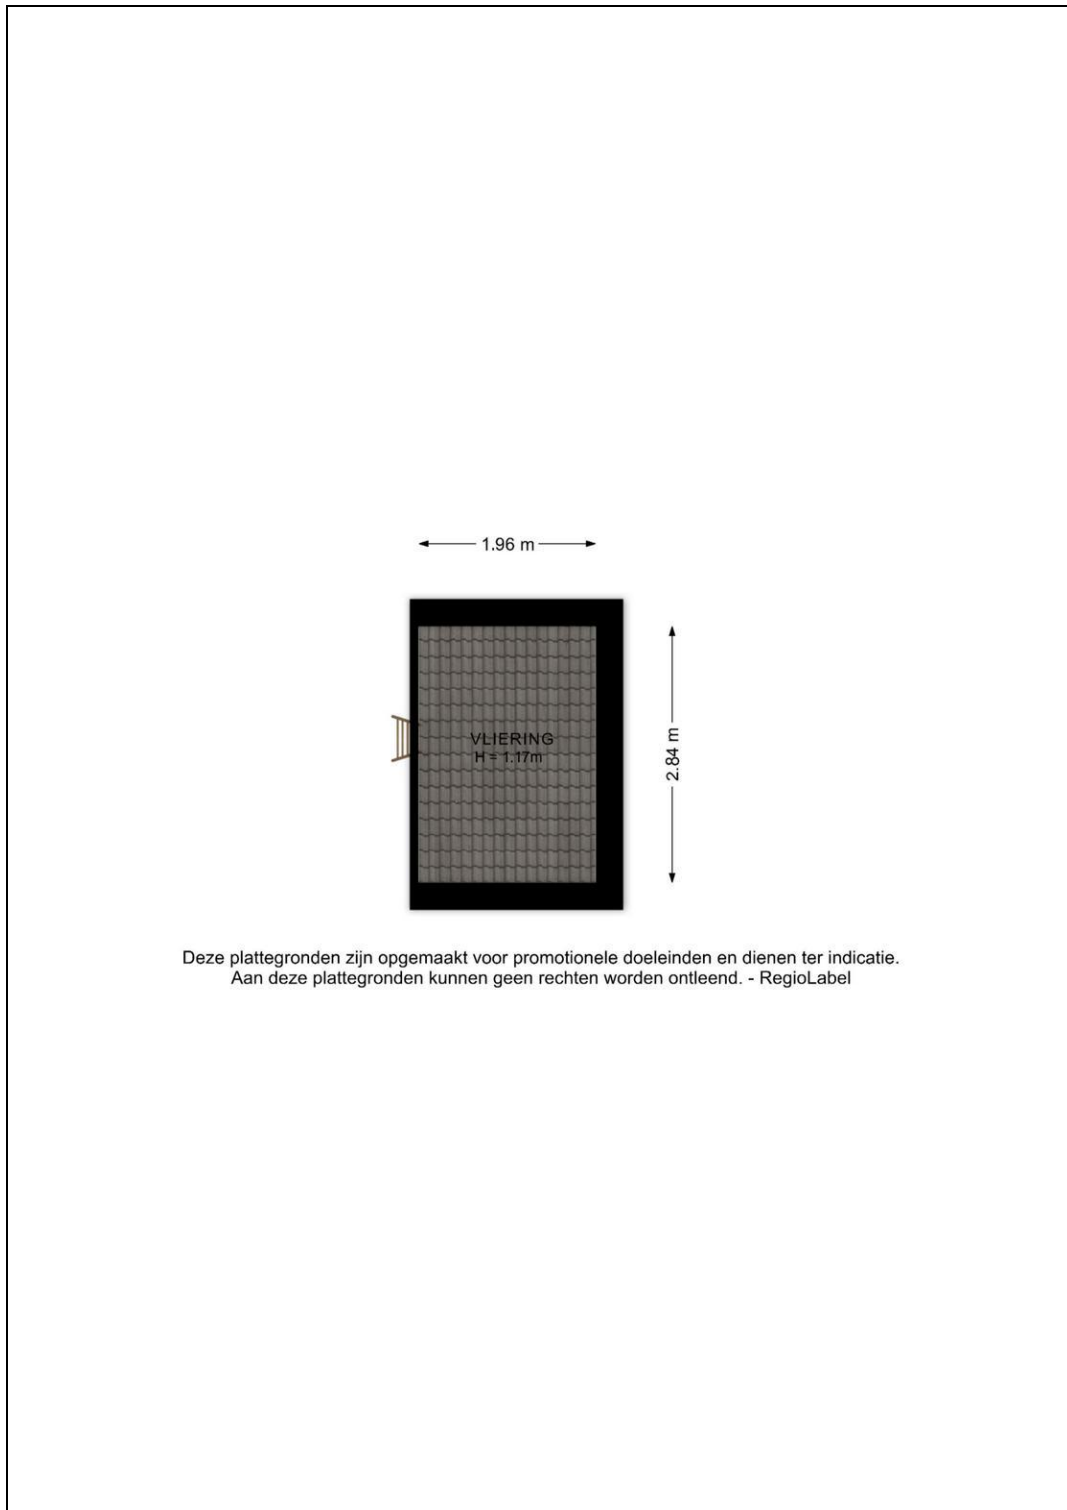 1.96 m
VLIERING
H = 1.17m
2.84 m
Deze plattegronden zijn opgemaakt voor promotionele doeleinden en dienen ter indicatie.
Aan deze plattegronden kunnen geen rechten worden ontleend. - RegioLabel